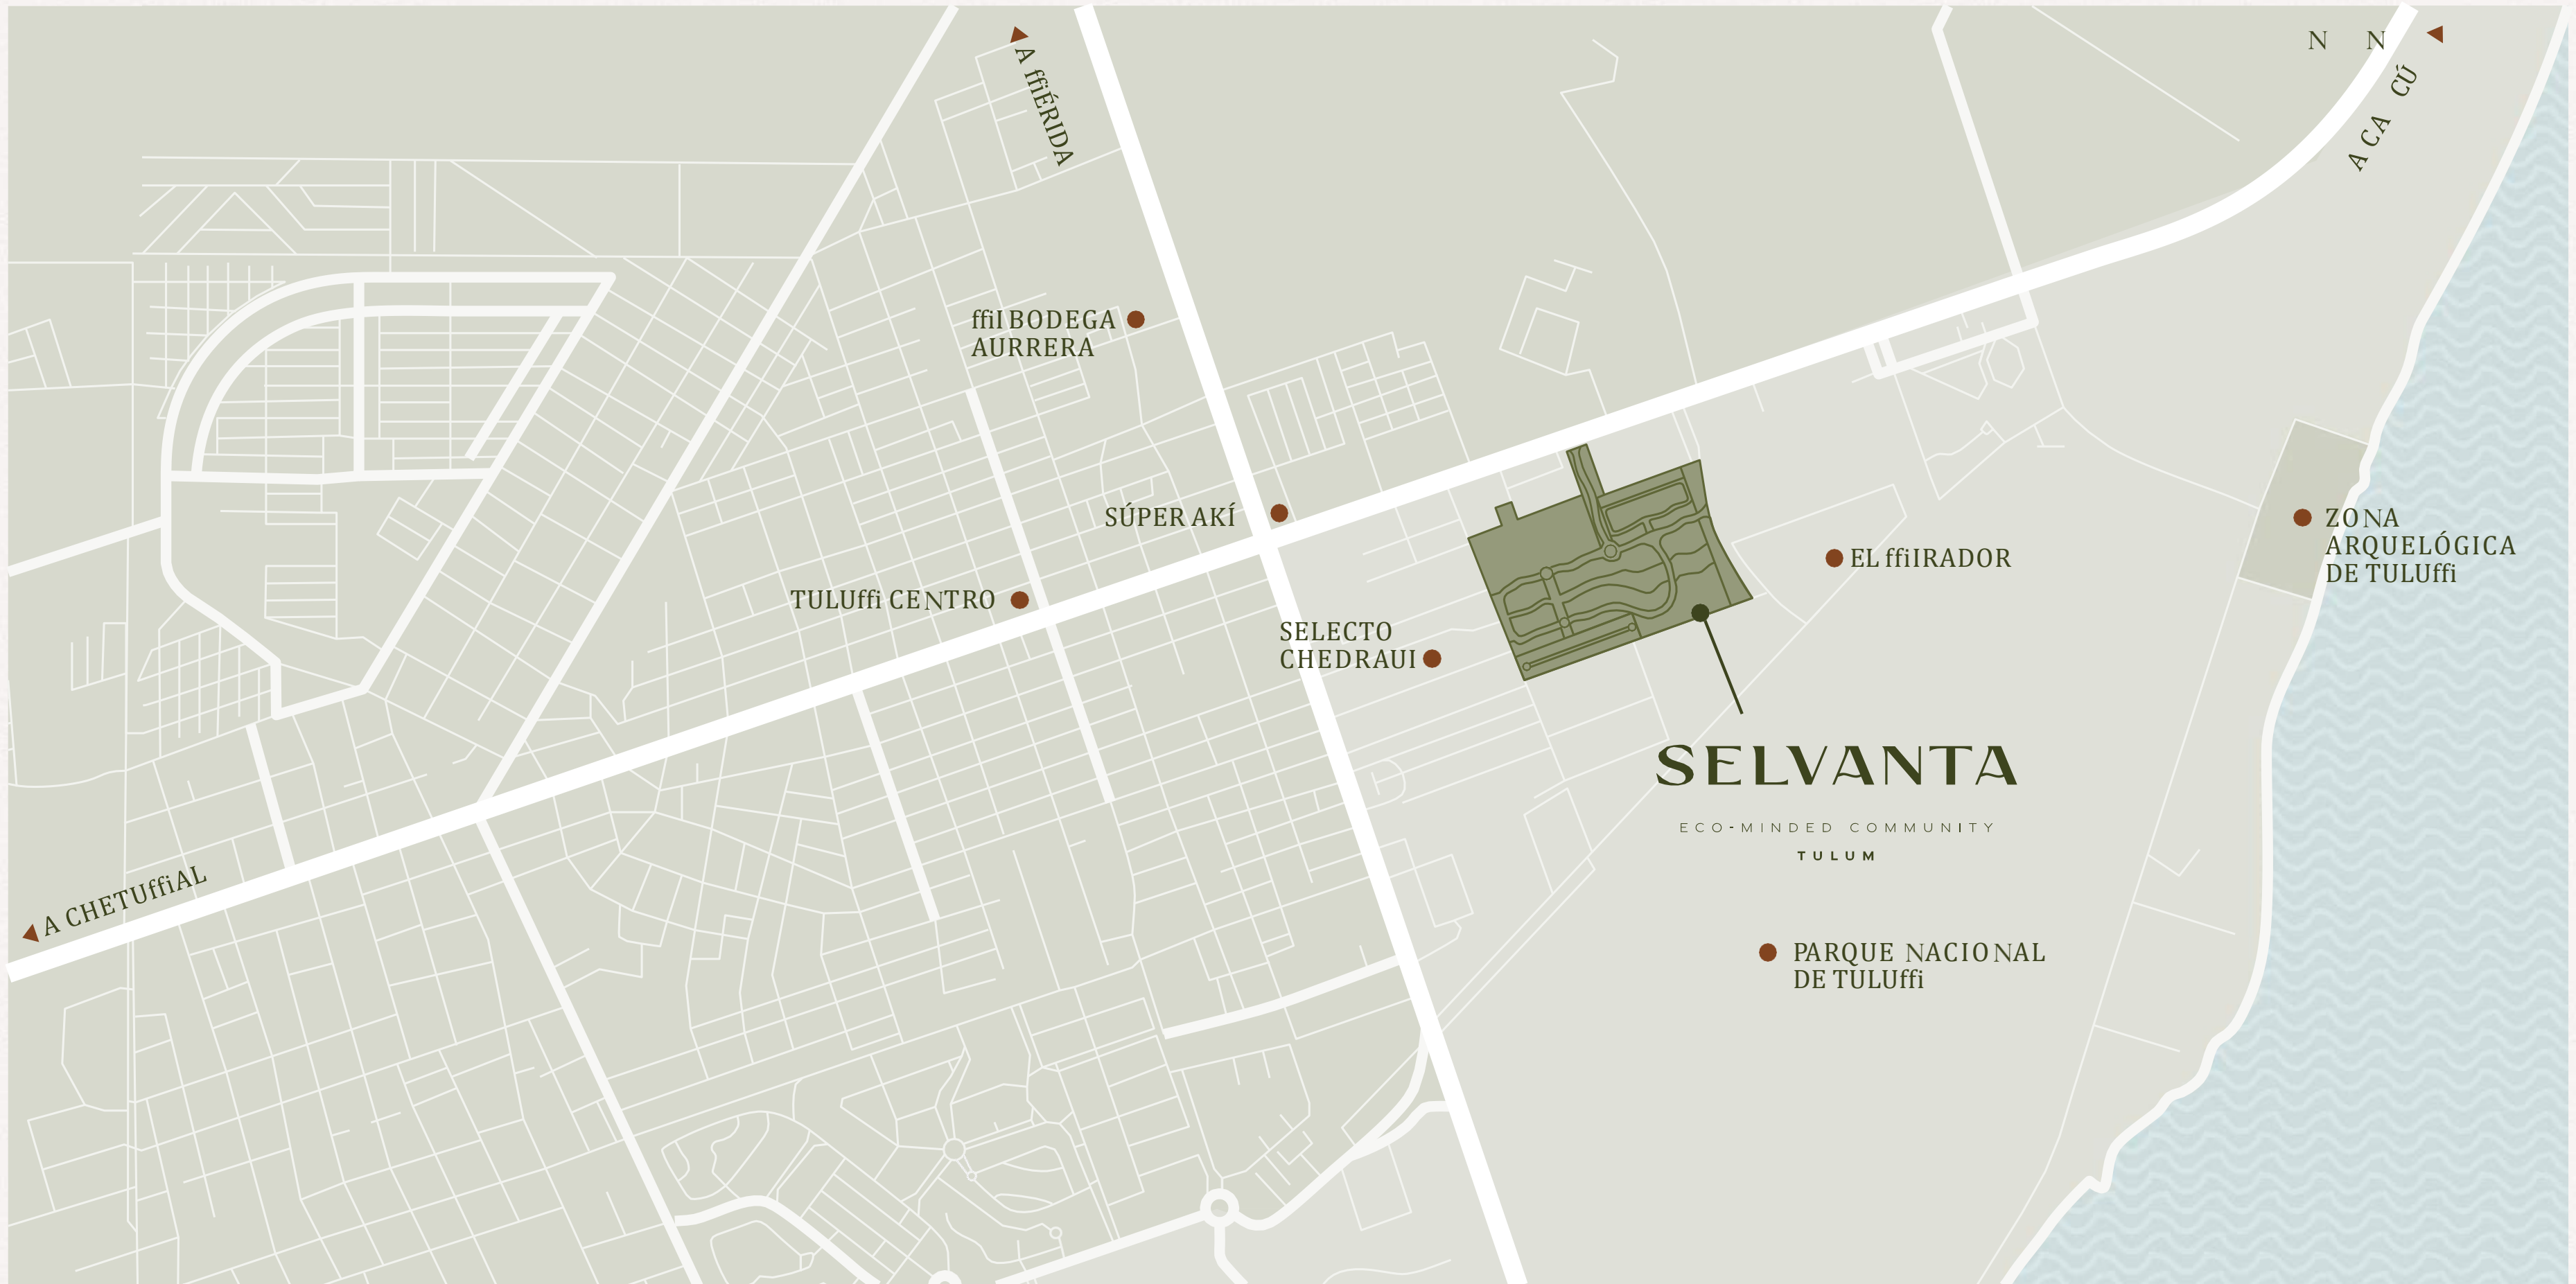 A ffiÉRIDA
N N
A CA CÚ
ffiI BODEGA
AURRERA
SÚPER AKÍ
TULUffi CENTRO
SELECTO
CHEDRAUI
EL ffiIRADOR
ZONA
ARQUELÓGICA
DE TULUffi
SELVANTA
ECO-MINDED COMMUNITY
TULUM
A CHETUffiAL
PARQUE NACIONAL
DE TULUffi